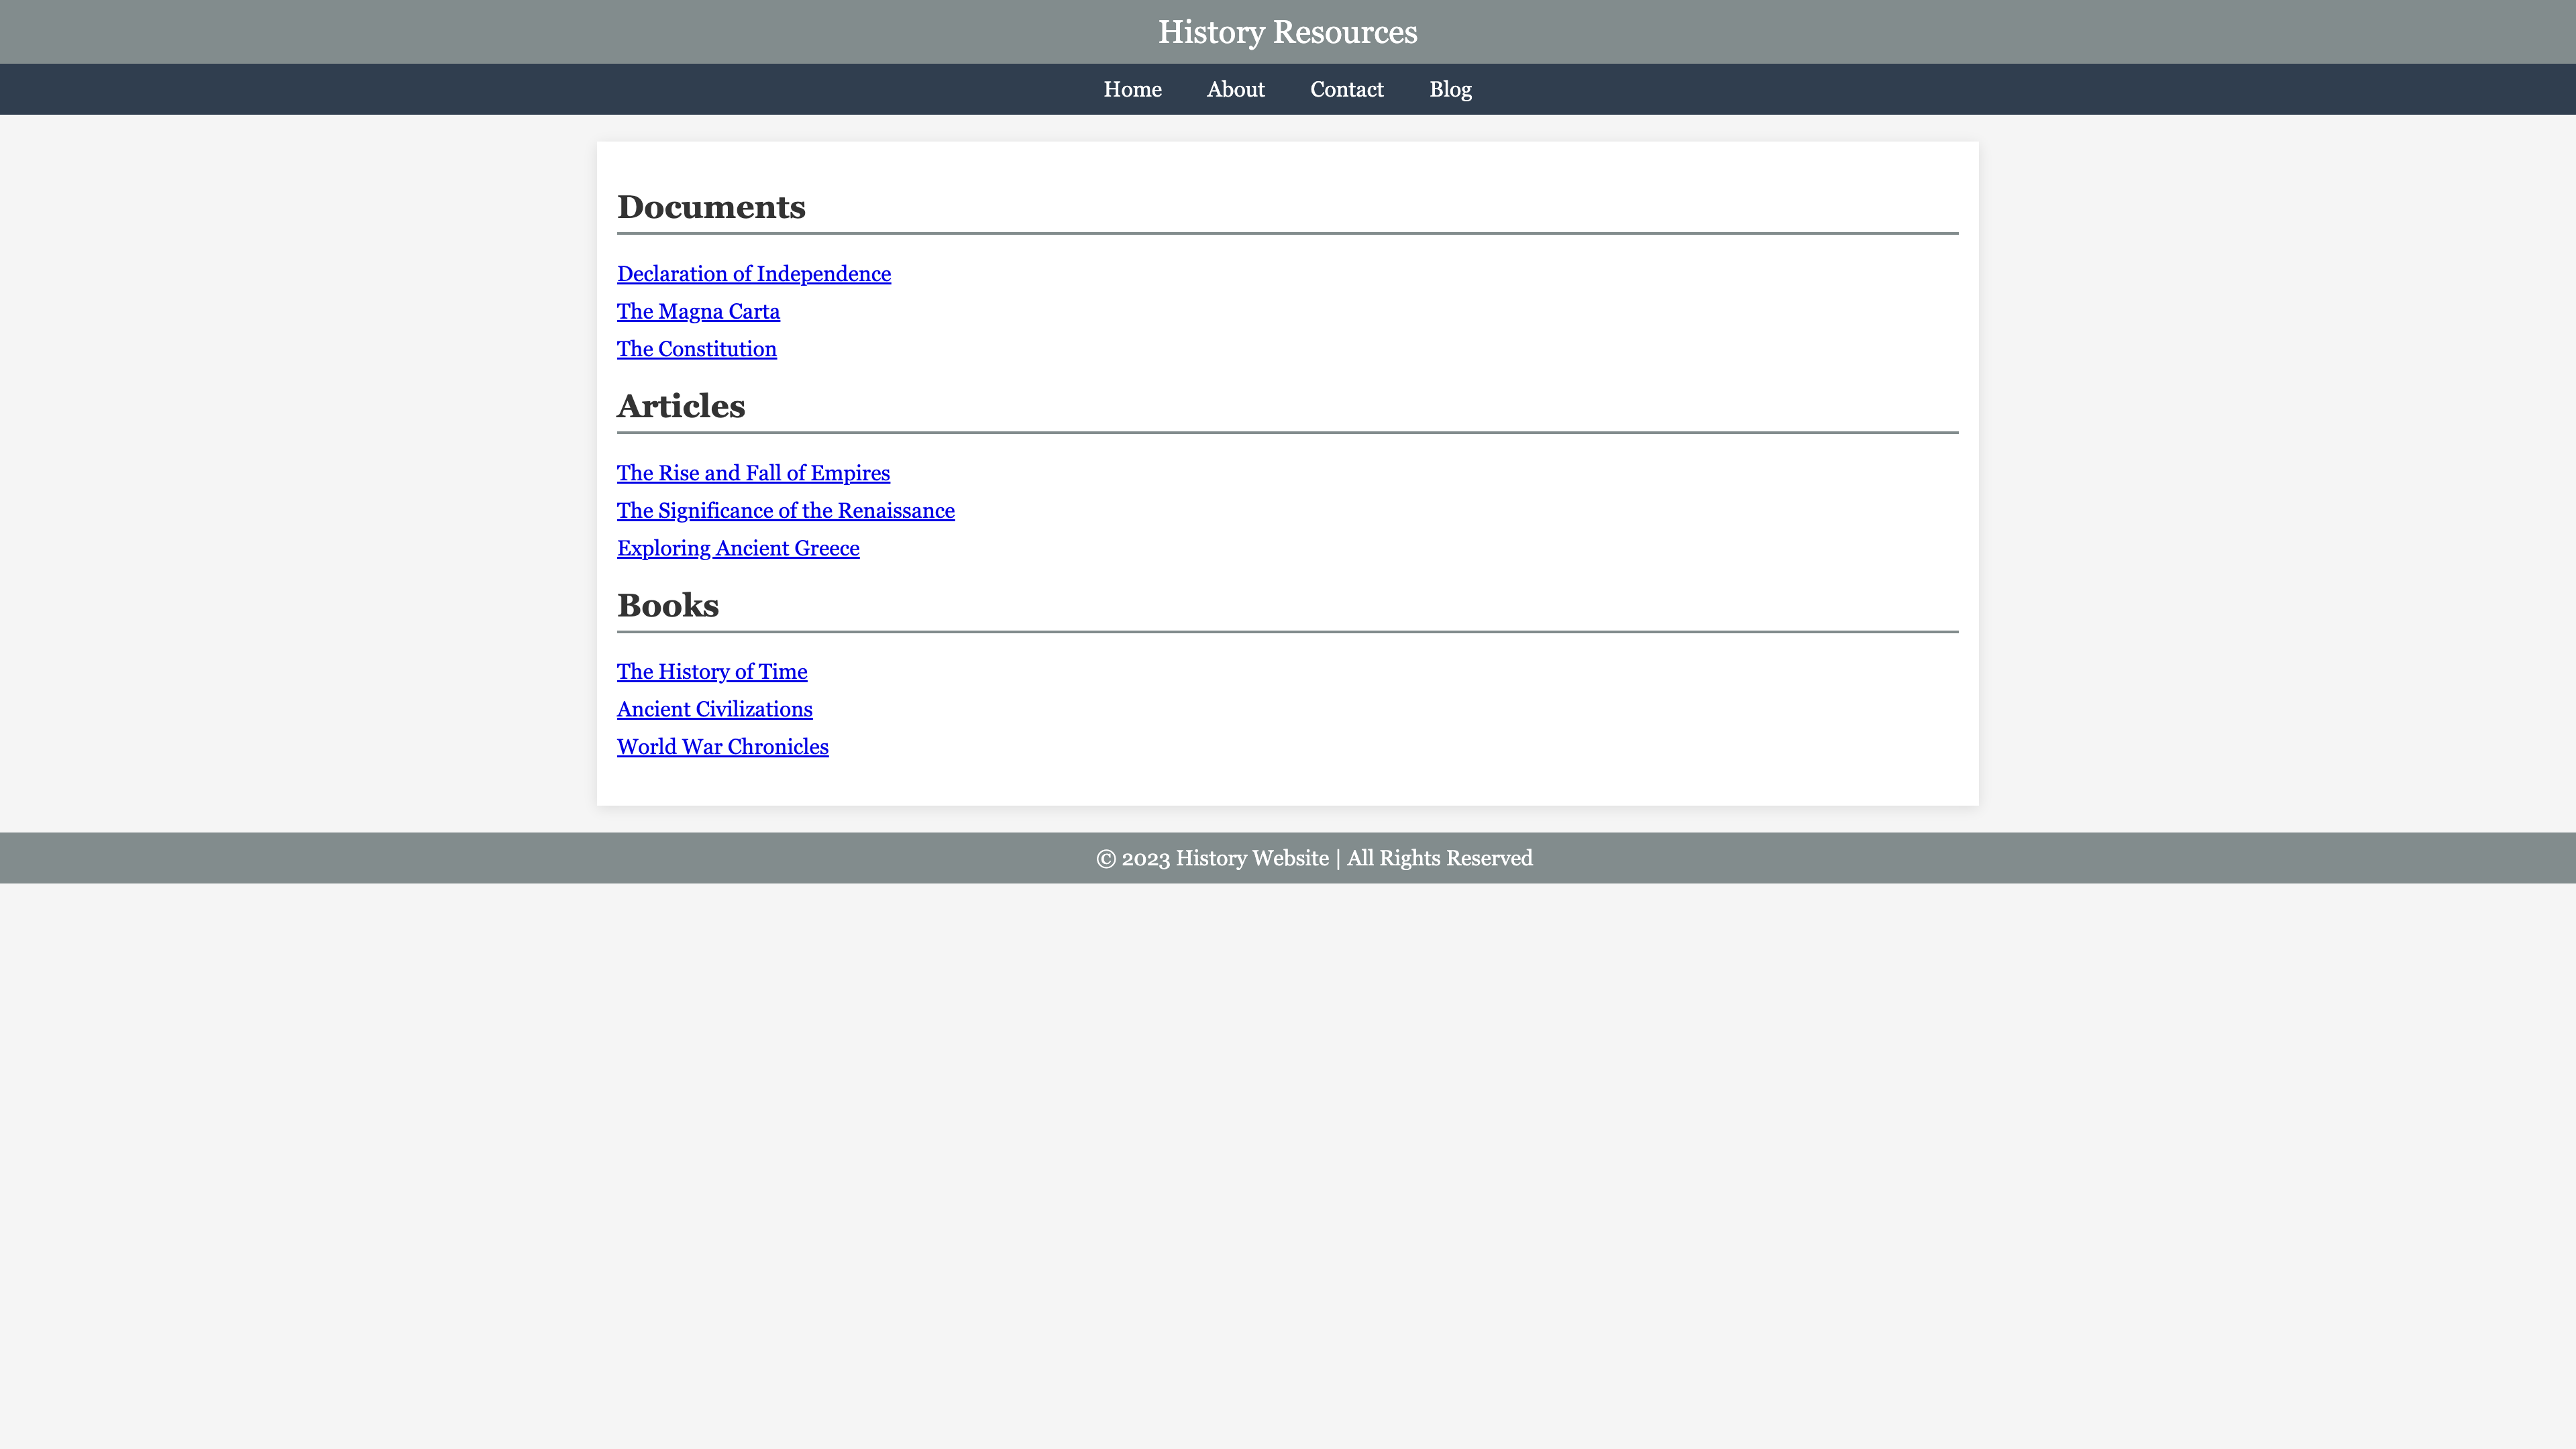 History Resources
Home About Contact Blog
Documents
Declaration of Independence
The Magna Carta
The Constitution
Articles
The Rise and Fall of Empires
The Significance of the Renaissance
Exploring Ancient Greece
Books
The History of Time
Ancient Civilizations
World War Chronicles
© 2023 History Website | All Rights Reserved